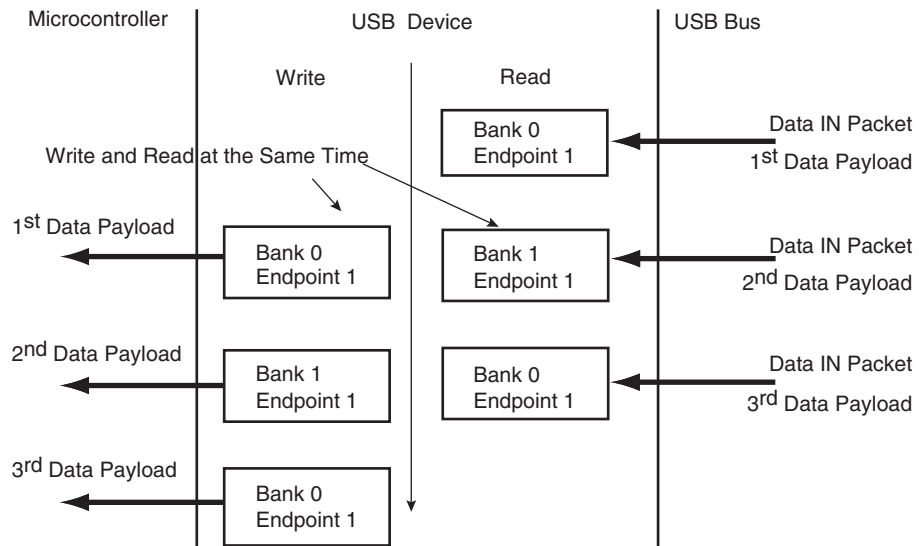 Microcontroller
USB Device
USB Bus
Write
Read
Bank 0
Endpoint 1
Data IN Packet
1st Data Payload
Write and Read at the Same Time
1st Data Payload
Bank 0
Endpoint 1
Bank 1
Endpoint 1
Data IN Packet
2nd Data Payload
2nd Data Payload
Bank 1
Endpoint 1
Bank 0
Endpoint 1
Data IN Packet
3rd Data Payload
3rd Data Payload
Bank 0
Endpoint 1